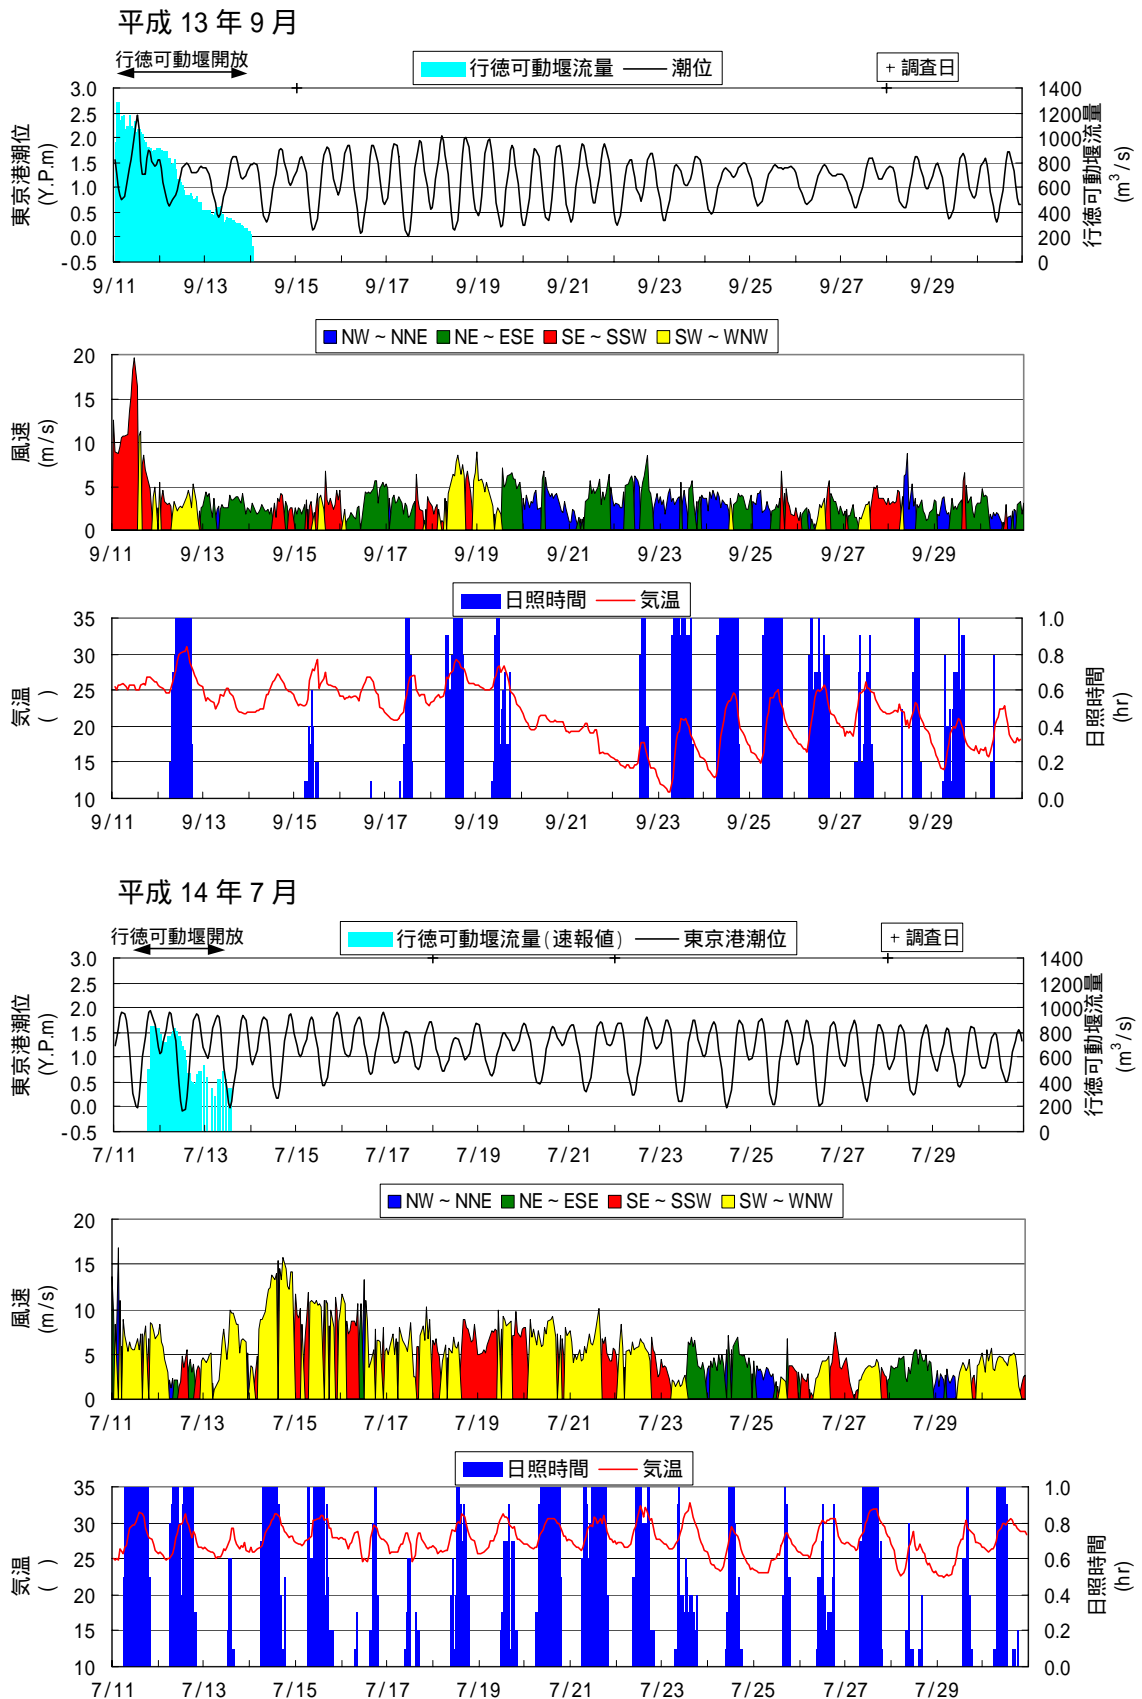 平成 13 年 9 月
行徳可動堰開放
行徳可動堰流量 潮位
+ 調査日
東京港潮位
(Y.P.m)
3.0
2.5
2.0
1.5
1.0
0.5
0.0
-0.5
1400
1200
1000
800
600
400
200
0
行徳可動堰流量
(m³/s)
9/11 9/13 9/15 9/17 9/19 9/21 9/23 9/25 9/27 9/29
NW ~ NNE NE ~ ESE SE ~ SSW SW ~ WNW
風速
(m/s)
20
15
10
5
0
9/11 9/13 9/15 9/17 9/19 9/21 9/23 9/25 9/27 9/29
日照時間 気温
気温
( )
35
30
25
20
15
10
1.0
0.8
0.6
0.4
0.2
0.0
日照時間
(hr)
9/11 9/13 9/15 9/17 9/19 9/21 9/23 9/25 9/27 9/29
平成 14 年 7 月
行徳可動堰開放
行徳可動堰流量(速報値) 東京港潮位
+ 調査日
東京港潮位
(Y.P.m)
3.0
2.5
2.0
1.5
1.0
0.5
0.0
-0.5
1400
1200
1000
800
600
400
200
0
行徳可動堰流量
(m³/s)
7/11 7/13 7/15 7/17 7/19 7/21 7/23 7/25 7/27 7/29
NW ~ NNE NE ~ ESE SE ~ SSW SW ~ WNW
風速
(m/s)
20
15
10
5
0
7/11 7/13 7/15 7/17 7/19 7/21 7/23 7/25 7/27 7/29
日照時間 気温
気温
( )
35
30
25
20
15
10
1.0
0.8
0.6
0.4
0.2
0.0
日照時間
(hr)
7/11 7/13 7/15 7/17 7/19 7/21 7/23 7/25 7/27 7/29